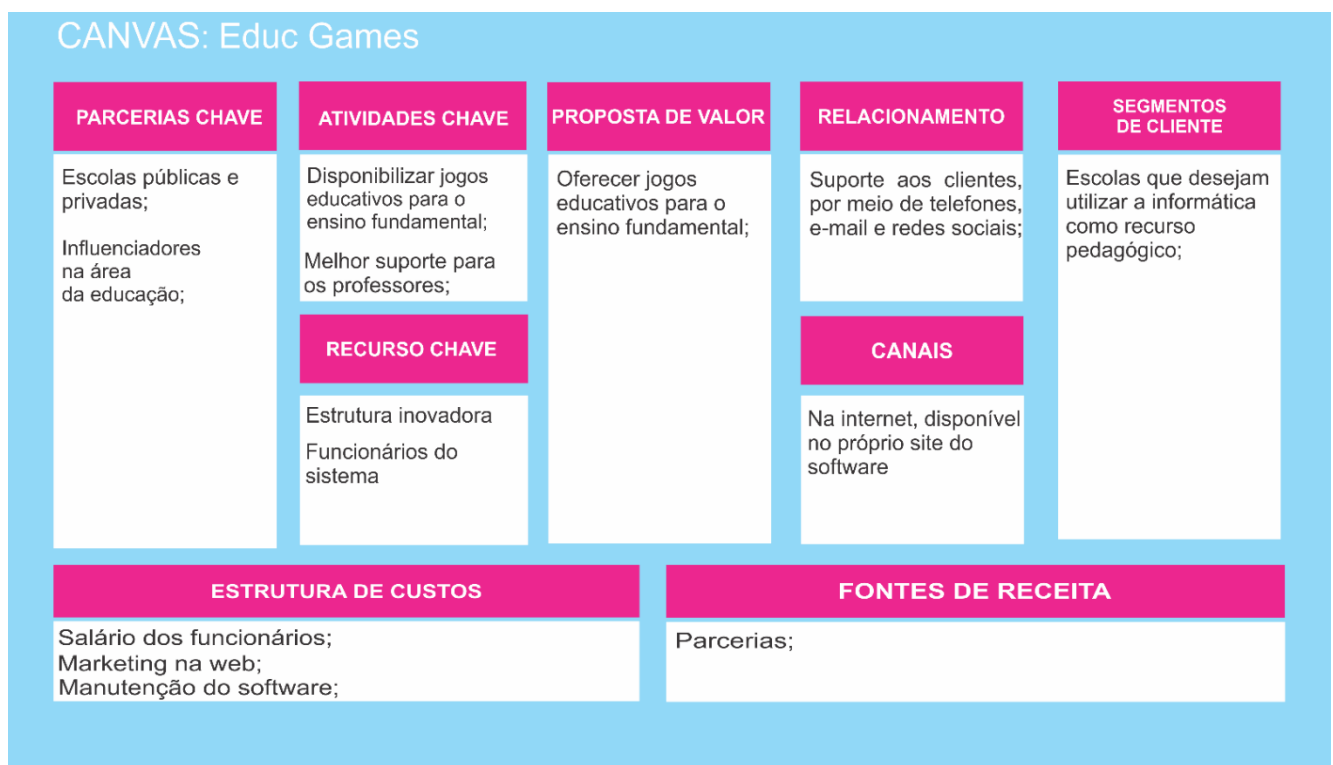 CANVAS: Educ Games
PARCERIAS CHAVE
Escolas públicas e
privadas;
Influenciadores
na área
da educação;
ATIVIDADES CHAVE
Disponibilizar jogos
educativos para o
ensino fundamental;
Melhor suporte para
os professores;
RECURSO CHAVE
Estrutura inovadora
Funcionários do
sistema
PROPOSTA DE VALOR
Oferecer jogos
educativos para o
ensino fundamental;
RELACIONAMENTO
Suporte aos clientes,
por meio de telefones,
e-mail e redes sociais;
CANAIS
Na internet, disponível
no próprio site do
software
SEGMENTOS
DE CLIENTE
Escolas que desejam
utilizar a informática
como recurso
pedagógico;
ESTRUTURA DE CUSTOS
Salário dos funcionários;
Marketing na web;
Manutenção do software;
FONTES DE RECEITA
Parcerias;